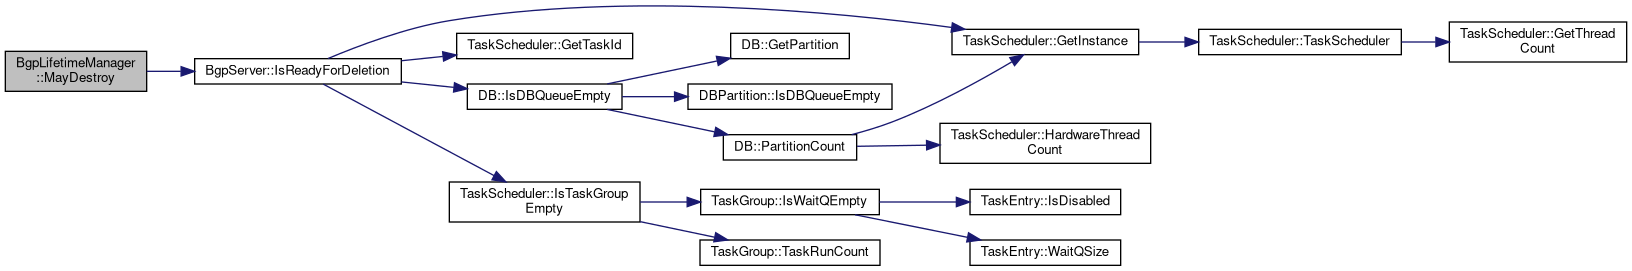 BgpLifetimeManager
::MayDestroy
BgpServer::IsReadyForDeletion
TaskScheduler::GetTaskId
DB::IsDBQueueEmpty
TaskScheduler::IsTaskGroup
Empty
DB::GetPartition
DBPartition::IsDBQueueEmpty
DB::PartitionCount
TaskGroup::IsWaitQEmpty
TaskGroup::TaskRunCount
TaskScheduler::GetInstance
TaskScheduler::HardwareThread
Count
TaskEntry::IsDisabled
TaskEntry::WaitQSize
TaskScheduler::TaskScheduler
TaskScheduler::GetThread
Count